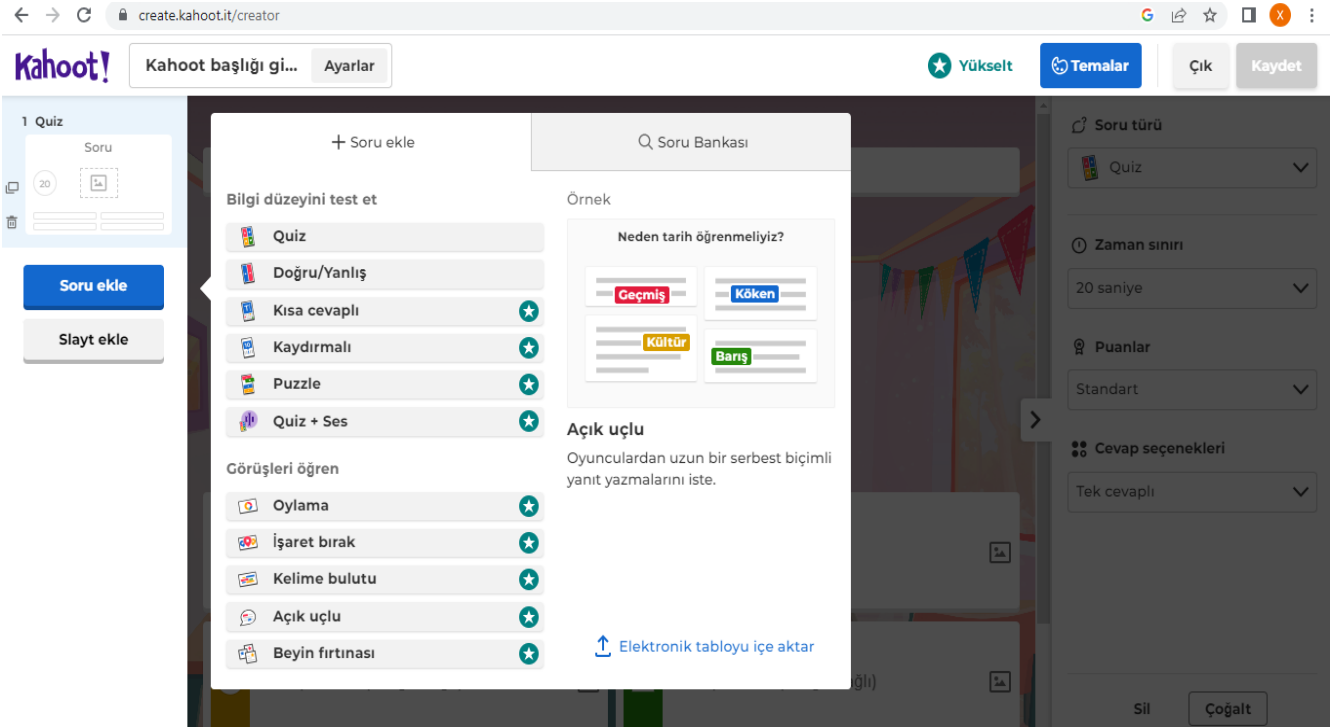 create.kahoot.it/creator
Kahoot!
Kahoot başlığı gi...
Ayarlar
Yükselt
Temalar
Çık
Kaydet
1 Quiz
Soru
20
Soru ekle
Slayt ekle
Soru ekle
Soru Bankası
Bilgi düzeyini test et
Quiz
Doğru/Yanlış
Kısa cevaplı
Kaydırmalı
Puzzle
Quiz + Ses
Görüşleri öğren
Oylama
İşaret bırak
Kelime bulutu
Açık uçlu
Beyin fırtınası
Örnek
Neden tarih öğrenmeliyiz?
Geçmiş
Köken
Kültür
Barış
Açık uçlu
Oyunculardan uzun bir serbest biçimli
yanıt yazmalarını iste.
Elektronik tabloyu içe aktar
Soru türü
Quiz
Zaman sınırı
20 saniye
Puanlar
Standart
Cevap seçenekleri
Tek cevaplı
Sil
Çoğalt